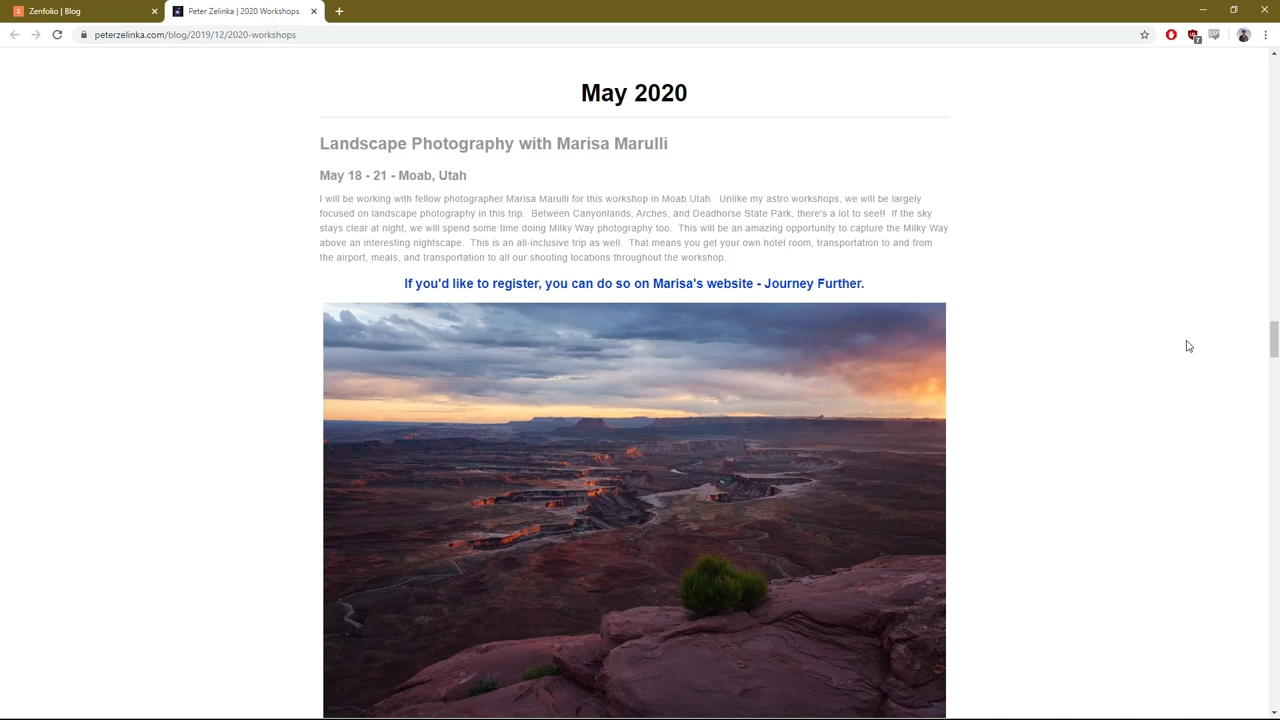 Zenfolio | Blog
Peter Zelinka | 2020 Workshops
peterzelinka.com/blog/2019/12/2020-workshops
May 2020
Landscape Photography with Marisa Marulli
May 18 - 21 - Moab, Utah
I will be working with fellow photographer Marisa Marulli for this workshop in Moab Utah.  Unlike my astro workshops, we will be largely
focused on landscape photography in this trip.  Between Canyonlands, Arches, and Deadhorse State Park, there's a lot to see!!  If the sky
stays clear at night, we will spend some time doing Milky Way photography too.  This will be an amazing opportunity to capture the Milky Way
above an interesting nightscape.  This is an all-inclusive trip as well.  That means you get your own hotel room, transportation to and from
the airport, meals, and transportation to all our shooting locations throughout the workshop.
If you'd like to register, you can do so on Marisa's website - Journey Further.